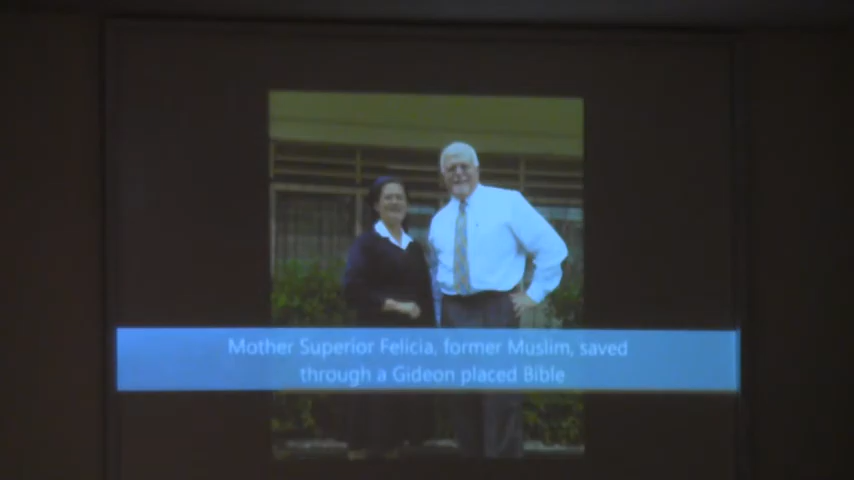 Mother Superior Felicia, former Muslim, saved
through a Gideon placed Bible